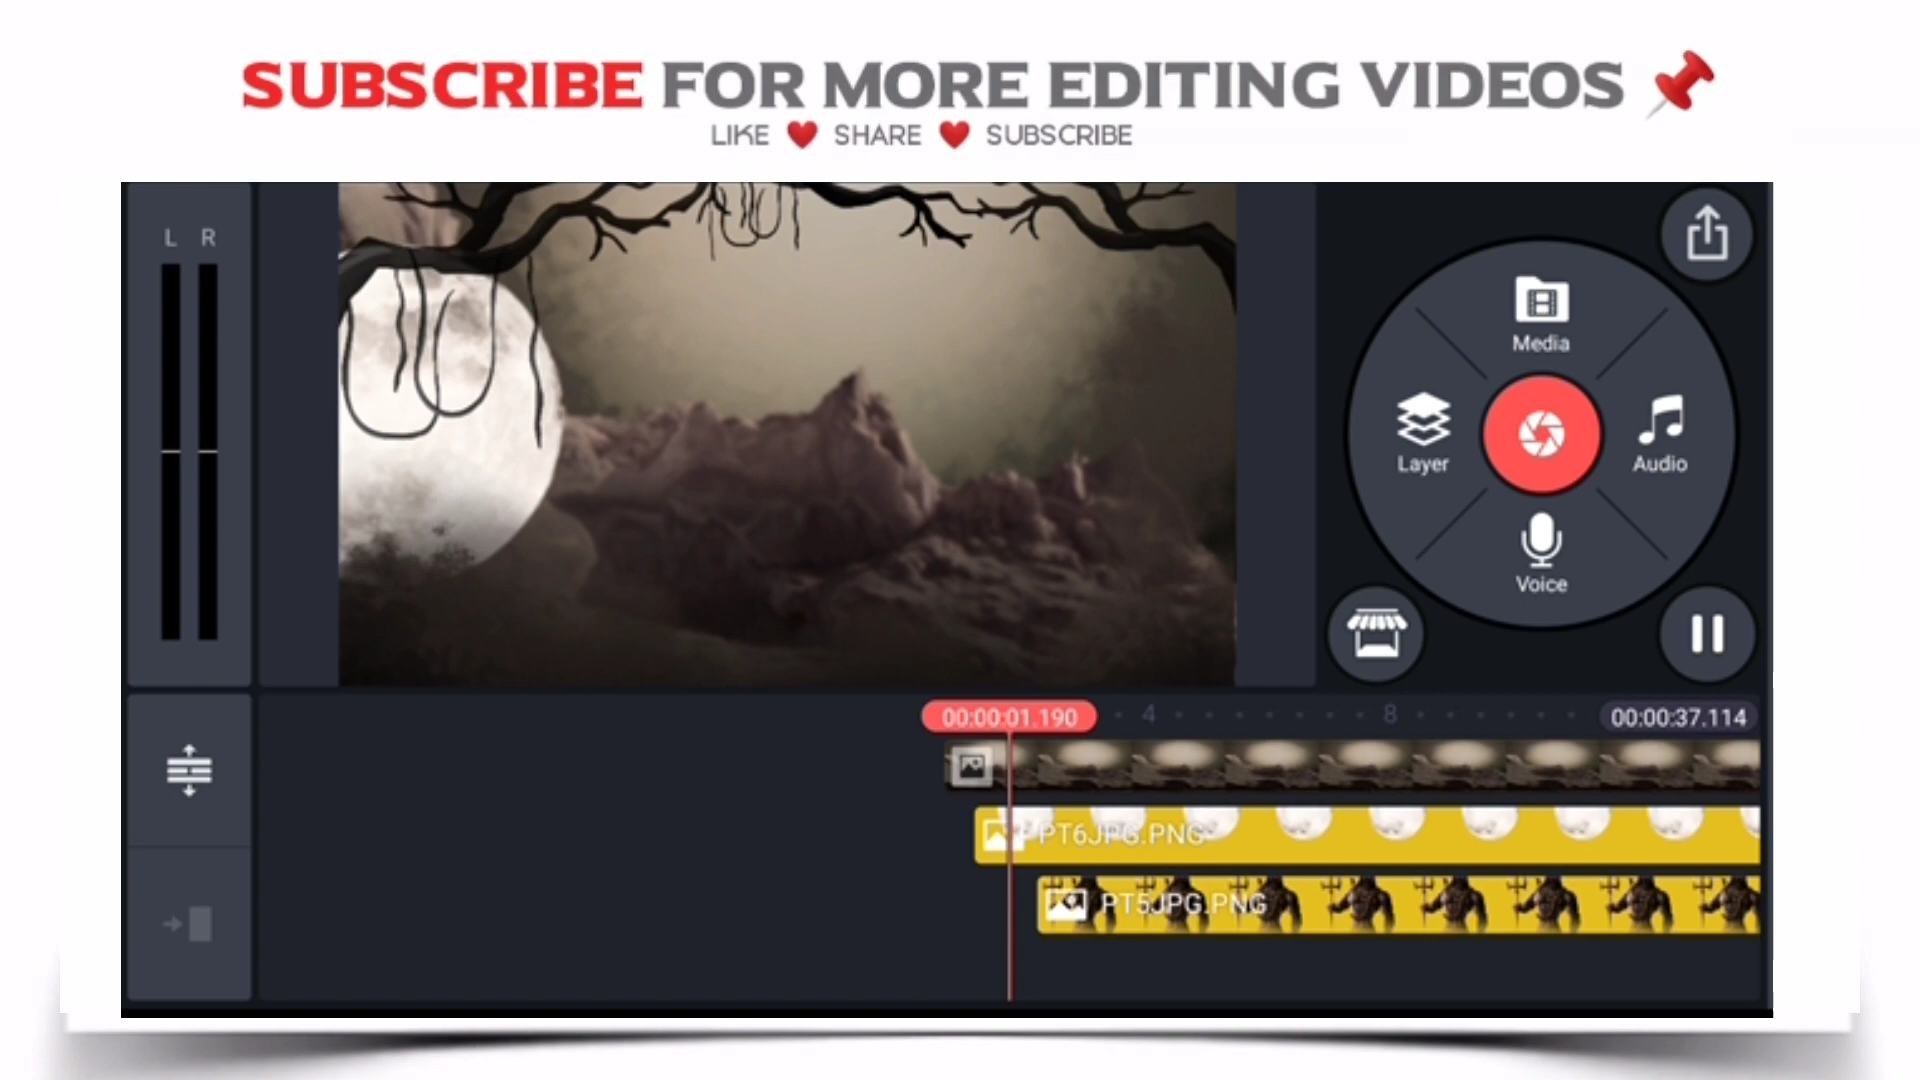 SUBSCRIBE FOR MORE EDITING VIDEOS
LIKE SHARE SUBSCRIBE
L R
Media
Layer
Audio
Voice
00:00:01.190 4 8 00:00:37.114
PT6JPG.PNG
PT5JPG.PNG